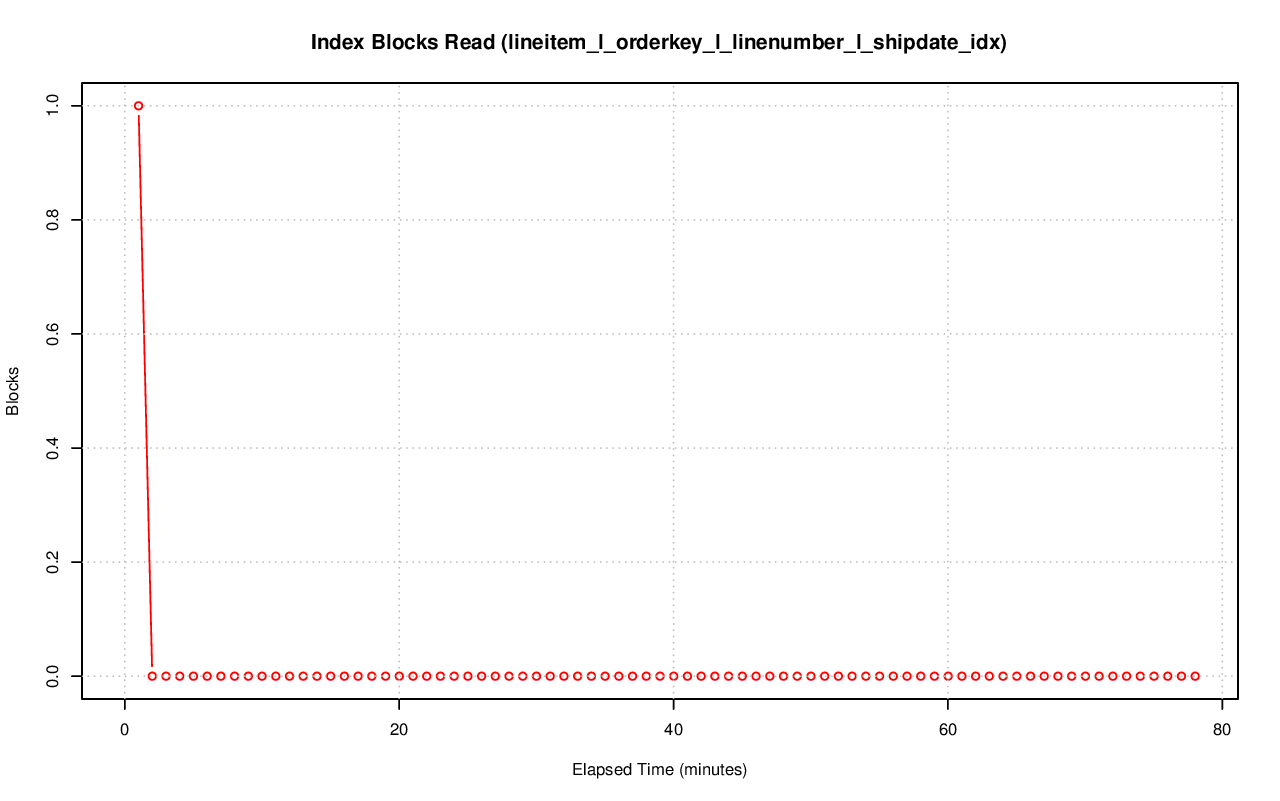 Index Blocks Read (lineitem_l_orderkey_l_linenumber_l_shipdate_idx)
1.0
0.8
0.6
0.4
0.2
0.0
Blocks
0 20 40 60 80
Elapsed Time (minutes)